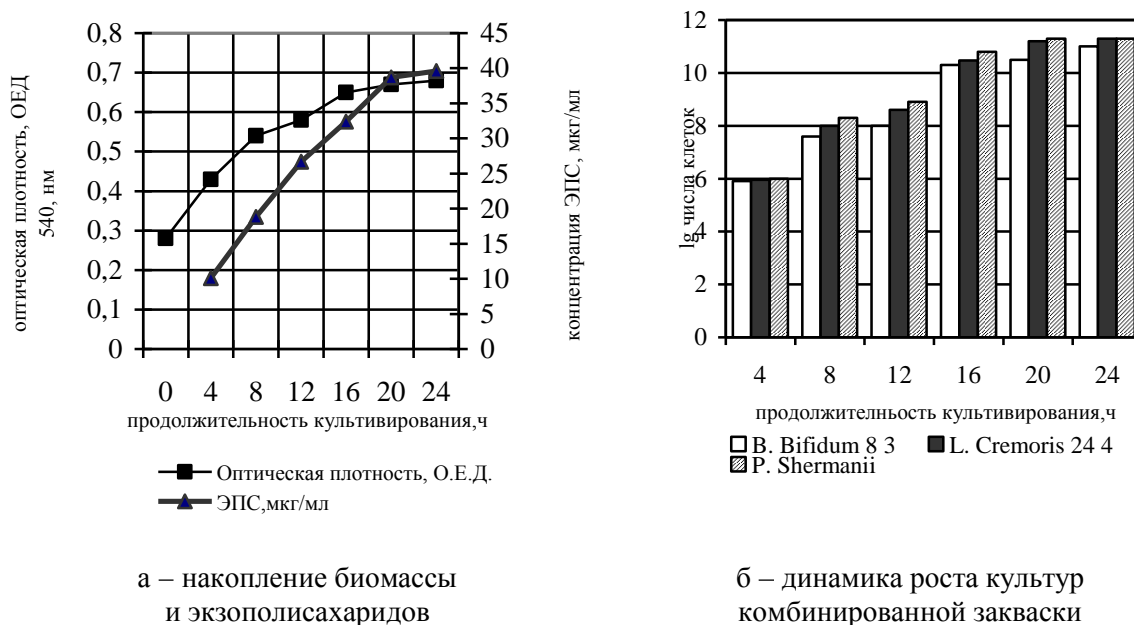 0,8
0,7
0,6
0,5
0,4
0,3
0,2
0,1
0
оптическая плотность, ОЕД
540, нм
45
40
35
30
25
20
15
10
5
0
концентрация ЭПС, мкг/мл
0 4 8 12 16 20 24
продолжительность культивирования,ч
Оптическая плотность, О.Е.Д.
ЭПС,мкг/мл
а – накопление биомассы
и экзополисахаридов
12
10
8
6
4
2
0
lg числа клеток
4 8 12 16 20 24
продолжителньость культивирования,ч
B. Bifidum 8 3 L. Cremoris 24 4
P. Shermanii
б – динамика роста культур
комбинированной закваски